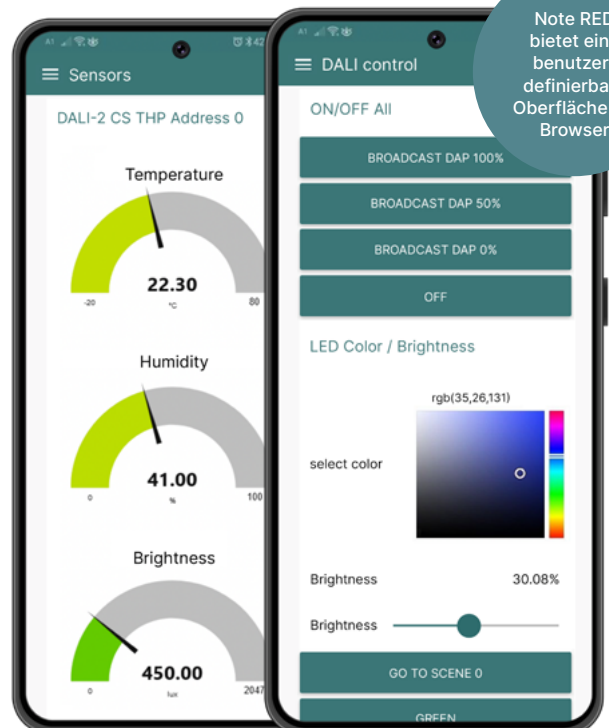 A1
42
Sensors
DALI-2 CS THP Address 0
Temperature
22.30
°C
-20
80
Humidity
41.00
%
0
100
Brightness
450.00
lux
0
2047
A1
DALI control
ON/OFF All
BROADCAST DAP 100%
BROADCAST DAP 50%
BROADCAST DAP 0%
OFF
LED Color / Brightness
rgb(35,26,131)
select color
Brightness 30.08%
Brightness
GO TO SCENE 0
GREEN
Note RED
bietet ein
benutzer
definierba
Oberfläche
Browser